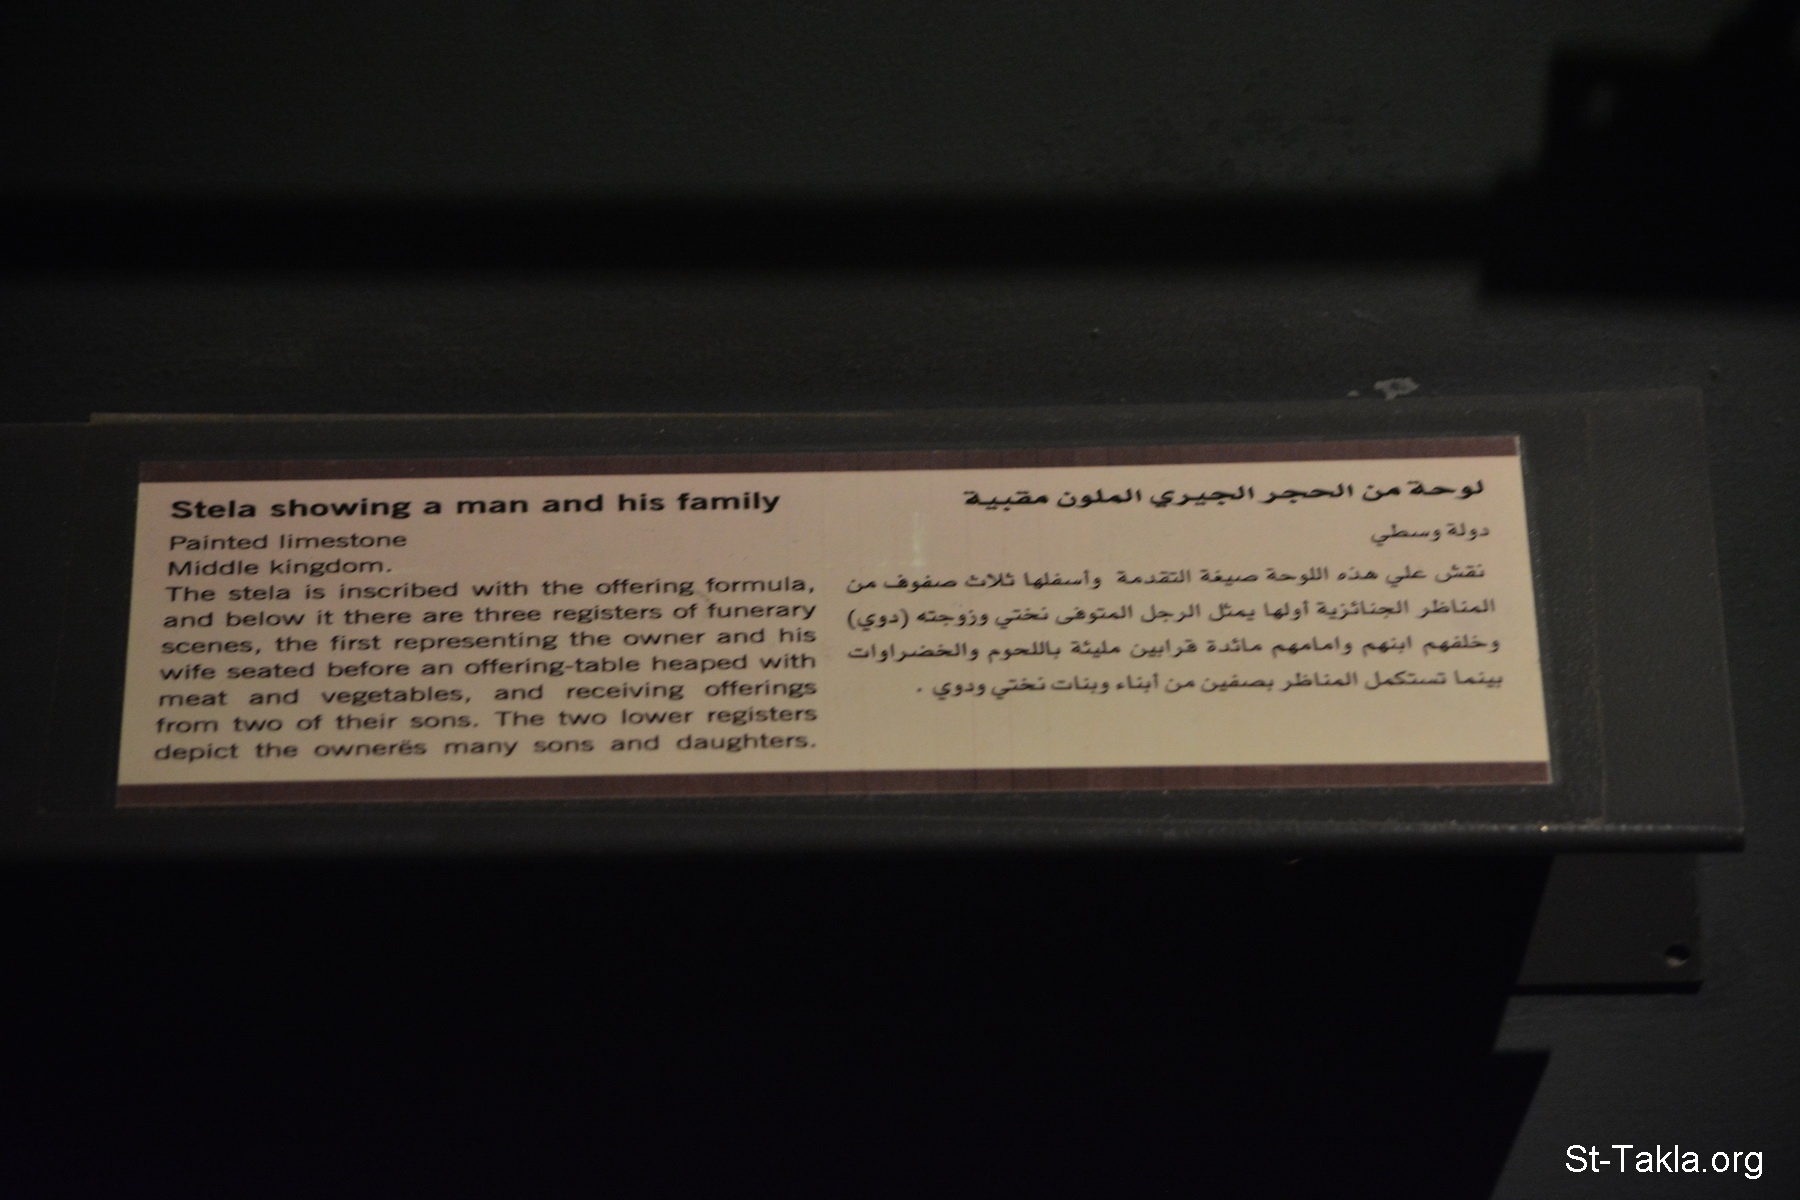 Stela showing a man and his family
Painted limestone
Middle kingdom.
The stela is inscribed with the offering formula,
and below it there are three registers of funerary
scenes, the first representing the owner and his
wife seated before an offering-table heaped with
meat and vegetables, and receiving offerings
from two of their sons. The two lower registers
depict the ownerës many sons and daughters.
لوحة من الحجر الجيري الملون مقبية
دولة وسطي
نقش علي هذه اللوحة صيغة التقدمة وأسفلها ثلاث صفوف من
المناظر الجنائزية أولها يمثل الرجل المتوفى نختي وزوجته (دوي)
وخلفهم ابنهم وامامهم مائدة قرابين مليئة باللحوم والخضراوات
بينما تستكمل المناظر بصفين من أبناء وبنات نختي ودوي .
St-Takla.org